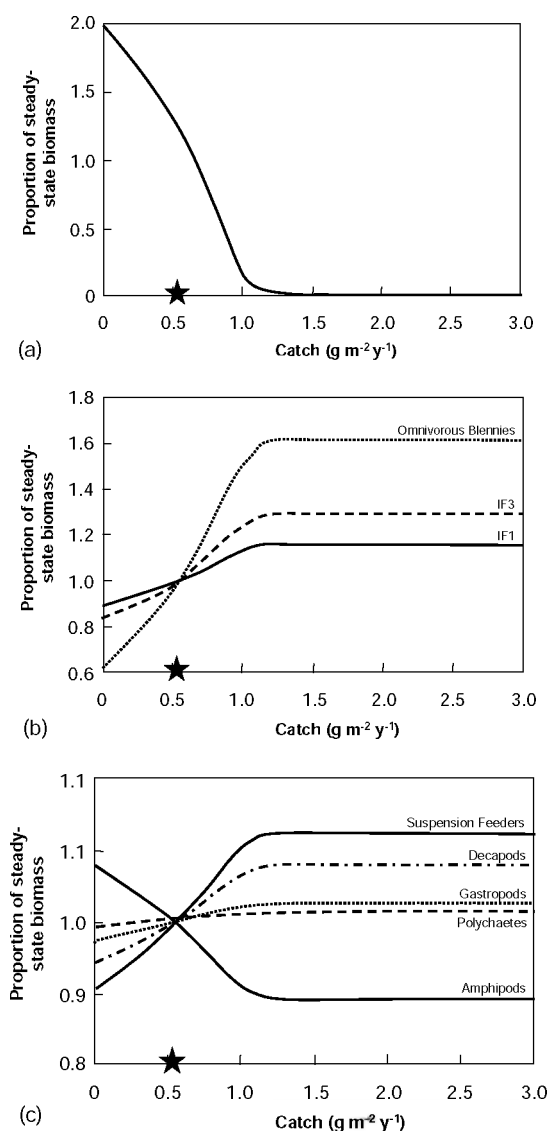 2.0
1.5
1.0
0.5
0
Proportion of steady-
state biomass
0 0.5 1.0 1.5 2.0 2.5 3.0
Catch (g m-2 y-1)
(a)
1.8
1.6
1.4
1.2
1.0
0.8
0.6
Proportion of steady-
state biomass
Omnivorous Blennies
IF3
IF1
0 0.5 1.0 1.5 2.0 2.5 3.0
Catch (g m-2 y-1)
(b)
1.1
1.1
1.0
0.9
0.8
Proportion of steady-
state biomass
Suspension Feeders
Decapods
Gastropods
Polychaetes
Amphipods
0 0.5 1.0 1.5 2.0 2.5 3.0
Catch (g m-2 y-1)
(c)